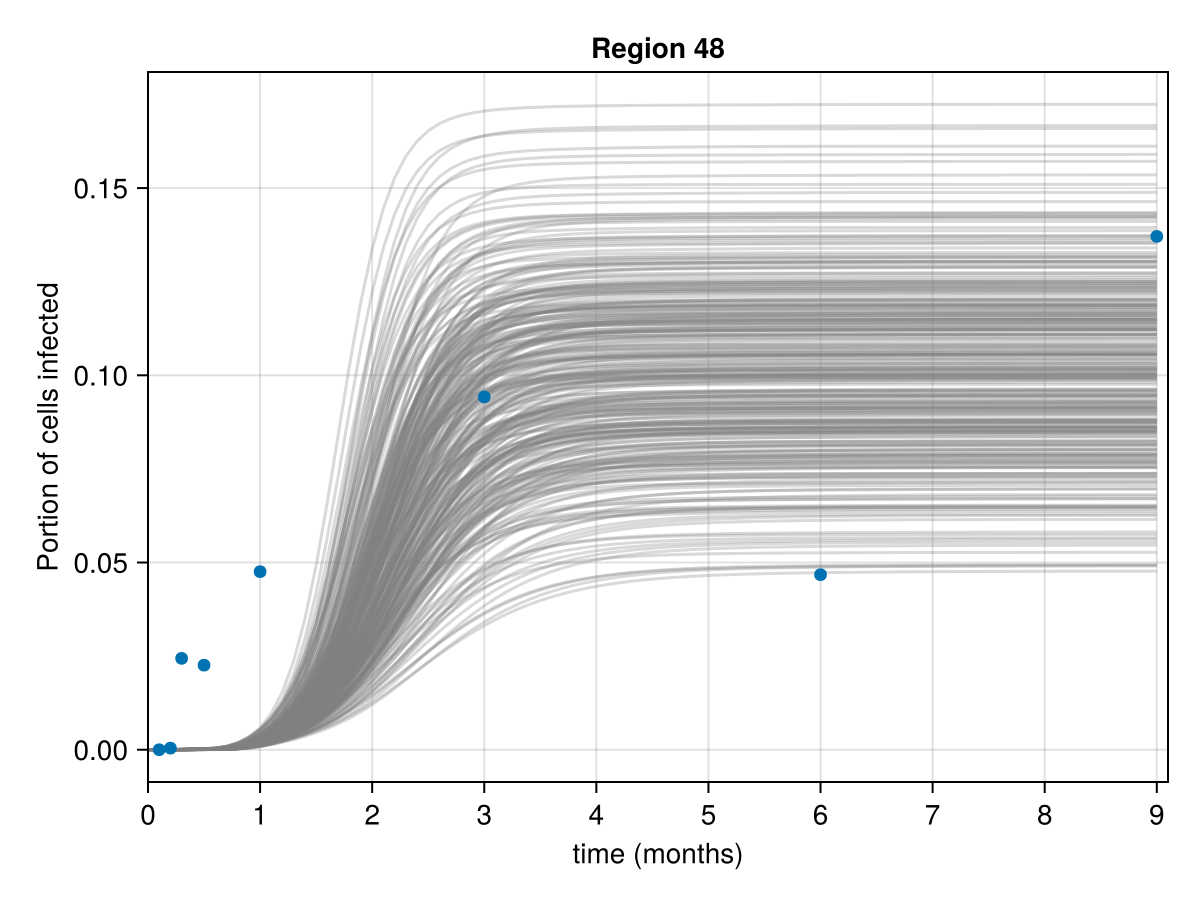 Region 48
Portion of cells infected
0.15
0.10
0.05
0.00
0 1 2 3 4 5 6 7 8 9
time (months)